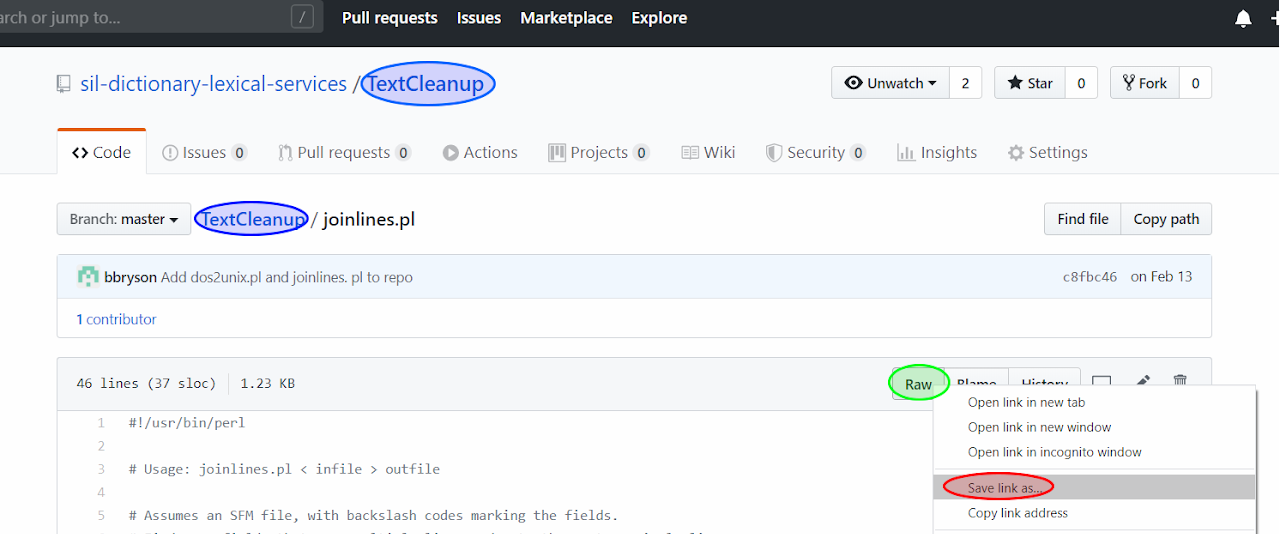 arch or jump to... / Pull requests Issues Marketplace Explore
sil-dictionary-lexical-services / TextCleanup Unwatch 2 Star 0 Fork 0
Code Issues 0 Pull requests 0 Actions Projects 0 Wiki Security 0 Insights Settings
Branch: master TextCleanup / joinlines.pl Find file Copy path
bbryson Add dos2unix.pl and joinlines. pl to repo c8fbc46 on Feb 13
1 contributor
46 lines (37 sloc) 1.23 KB Raw Blame History
Open link in new tab
1 #!/usr/bin/perl
Open link in new window
2
Open link in incognito window
3 # Usage: joinlines.pl < infile > outfile
Save link as...
4
5 # Assumes an SFM file, with backslash codes marking the fields.
Copy link address